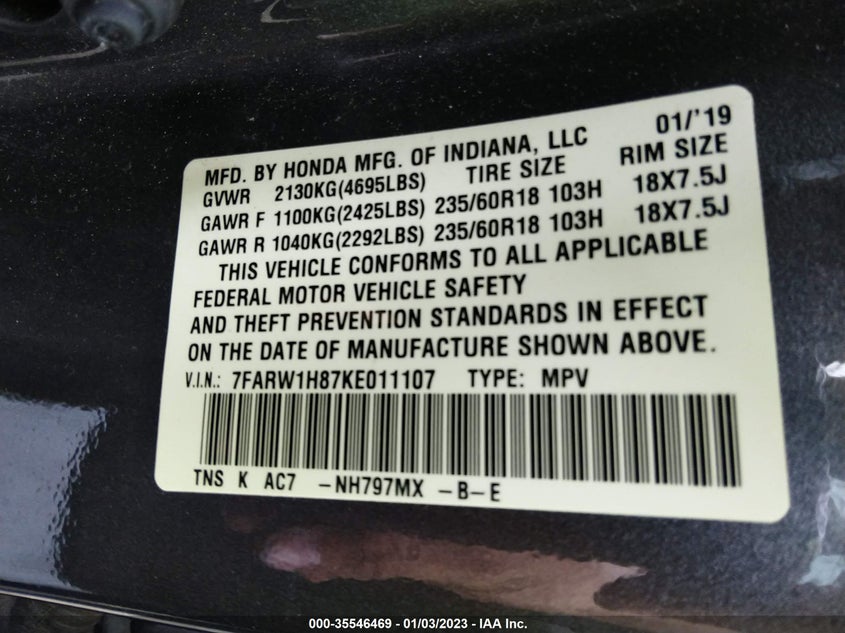 MFD. BY HONDA MFG. OF INDIANA, LLC 01/'19
GVWR 2130KG(4695LBS) TIRE SIZE RIM SIZE
GAWR F 1100KG(2425LBS) 235/60R18 103H 18X7.5J
GAWR R 1040KG(2292LBS) 235/60R18 103H 18X7.5J
THIS VEHICLE CONFORMS TO ALL APPLICABLE
FEDERAL MOTOR VEHICLE SAFETY
AND THEFT PREVENTION STANDARDS IN EFFECT
ON THE DATE OF MANUFACTURE SHOWN ABOVE.
V.I.N.: 7FARW1H87KE011107 TYPE: MPV
TNS K AC7 -NH797MX -B-E
000-35546469 - 01/03/2023 - IAA Inc.